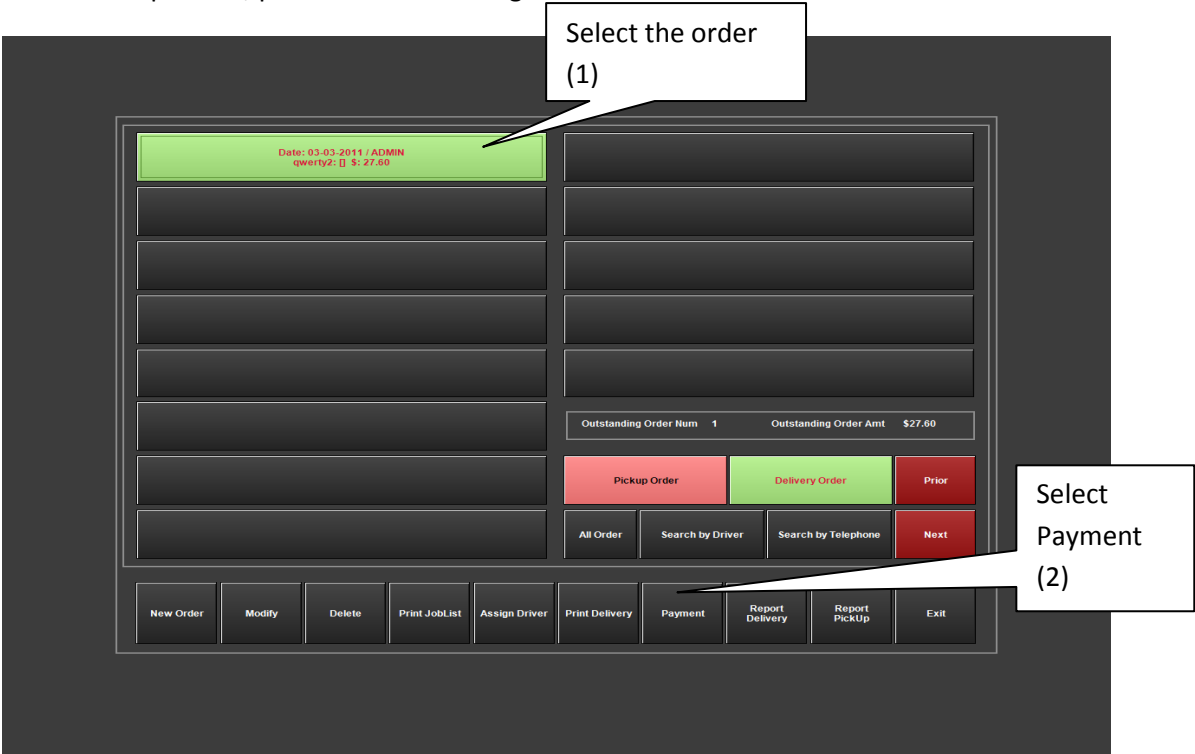 Select the order
(1)
Date: 03-03-2011 / ADMIN
qwerty2: [] $: 27.60
Outstanding Order Num 1 Outstanding Order Amt $27.60
Pickup Order Delivery Order Prior
All Order Search by Driver Search by Telephone Next
Select
Payment
(2)
New Order Modify Delete Print JobList Assign Driver Print Delivery Payment Report Delivery Report PickUp Exit